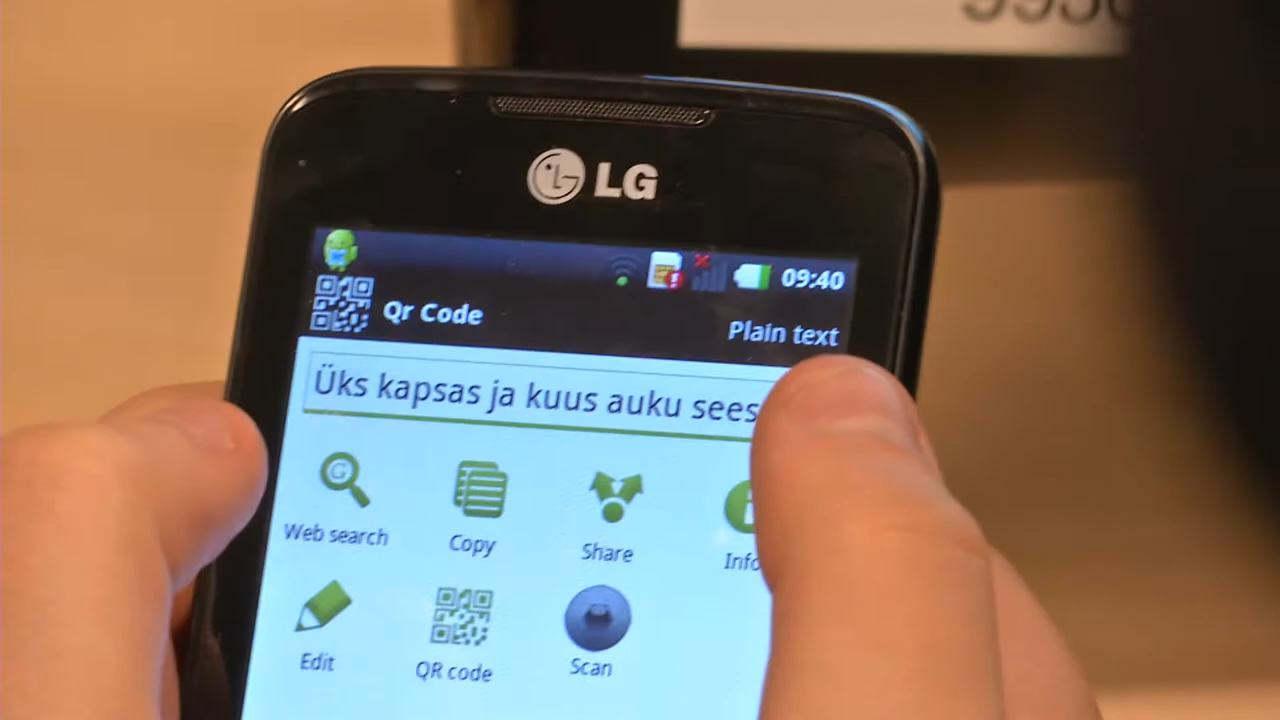 LG
09:40
Qr Code
Plain text
Üks kapsas ja kuus auku sees
Web search
Copy
Share
Info
Edit
QR code
Scan